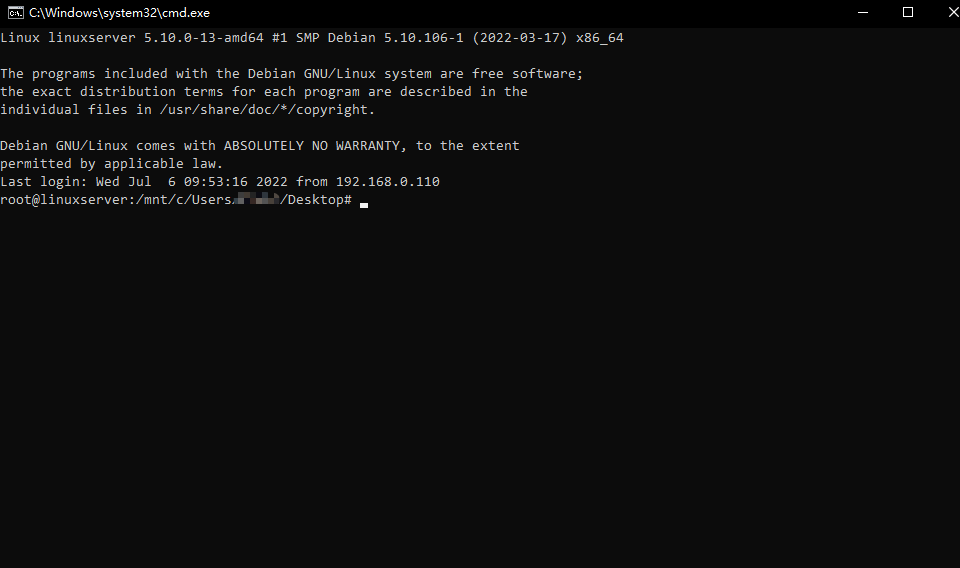 C:\Windows\system32\cmd.exe
Linux linuxserver 5.10.0-13-amd64 #1 SMP Debian 5.10.106-1 (2022-03-17) x86_64
The programs included with the Debian GNU/Linux system are free software;
the exact distribution terms for each program are described in the
individual files in /usr/share/doc/*/copyright.
Debian GNU/Linux comes with ABSOLUTELY NO WARRANTY, to the extent
permitted by applicable law.
Last login: Wed Jul  6 09:53:16 2022 from 192.168.0.110
root@linuxserver:/mnt/c/Users/ /Desktop#